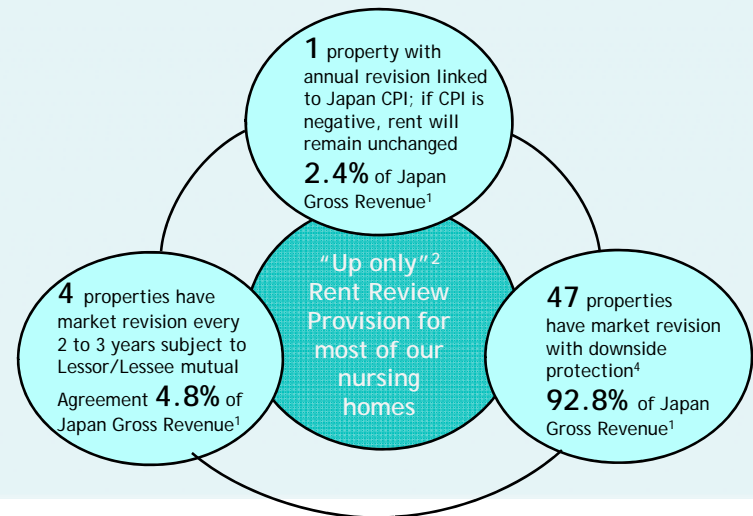 1 property with
annual revision linked
to Japan CPI; if CPI is
negative, rent will
remain unchanged
2.4% of Japan
Gross Revenue1
"Up only"2
Rent Review
Provision for
most of our
nursing
homes
4 properties have
market revision every
2 to 3 years subject to
Lessor/Lessee mutual
Agreement 4.8% of
Japan Gross Revenue1
47 properties
have market revision
with downside
protection4
92.8% of Japan
Gross Revenue1